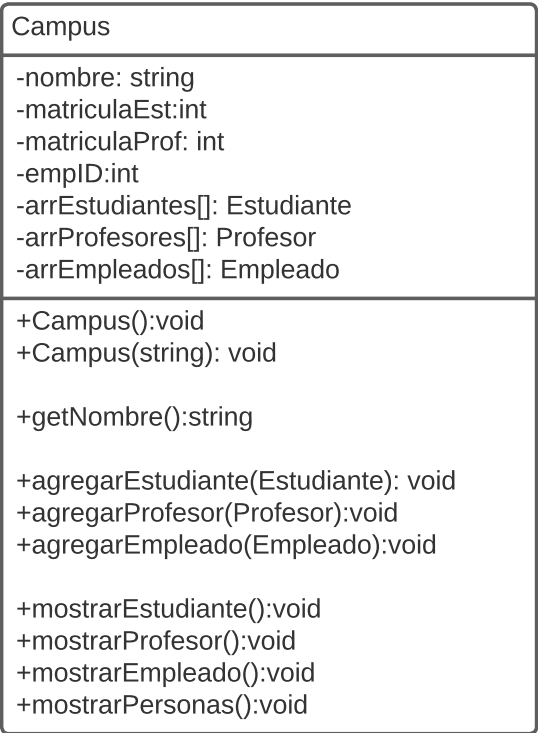 Campus
-nombre: string
-matriculaEst:int
-matriculaProf: int
-empID:int
-arrEstudiantes[]: Estudiante
-arrProfesores[]: Profesor
-arrEmpleados[]: Empleado
+Campus():void
+Campus(string): void
+getNombre():string
+agregarEstudiante(Estudiante): void
+agregarProfesor(Profesor):void
+agregarEmpleado(Empleado):void
+mostrarEstudiante():void
+mostrarProfesor():void
+mostrarEmpleado():void
+mostrarPersonas():void